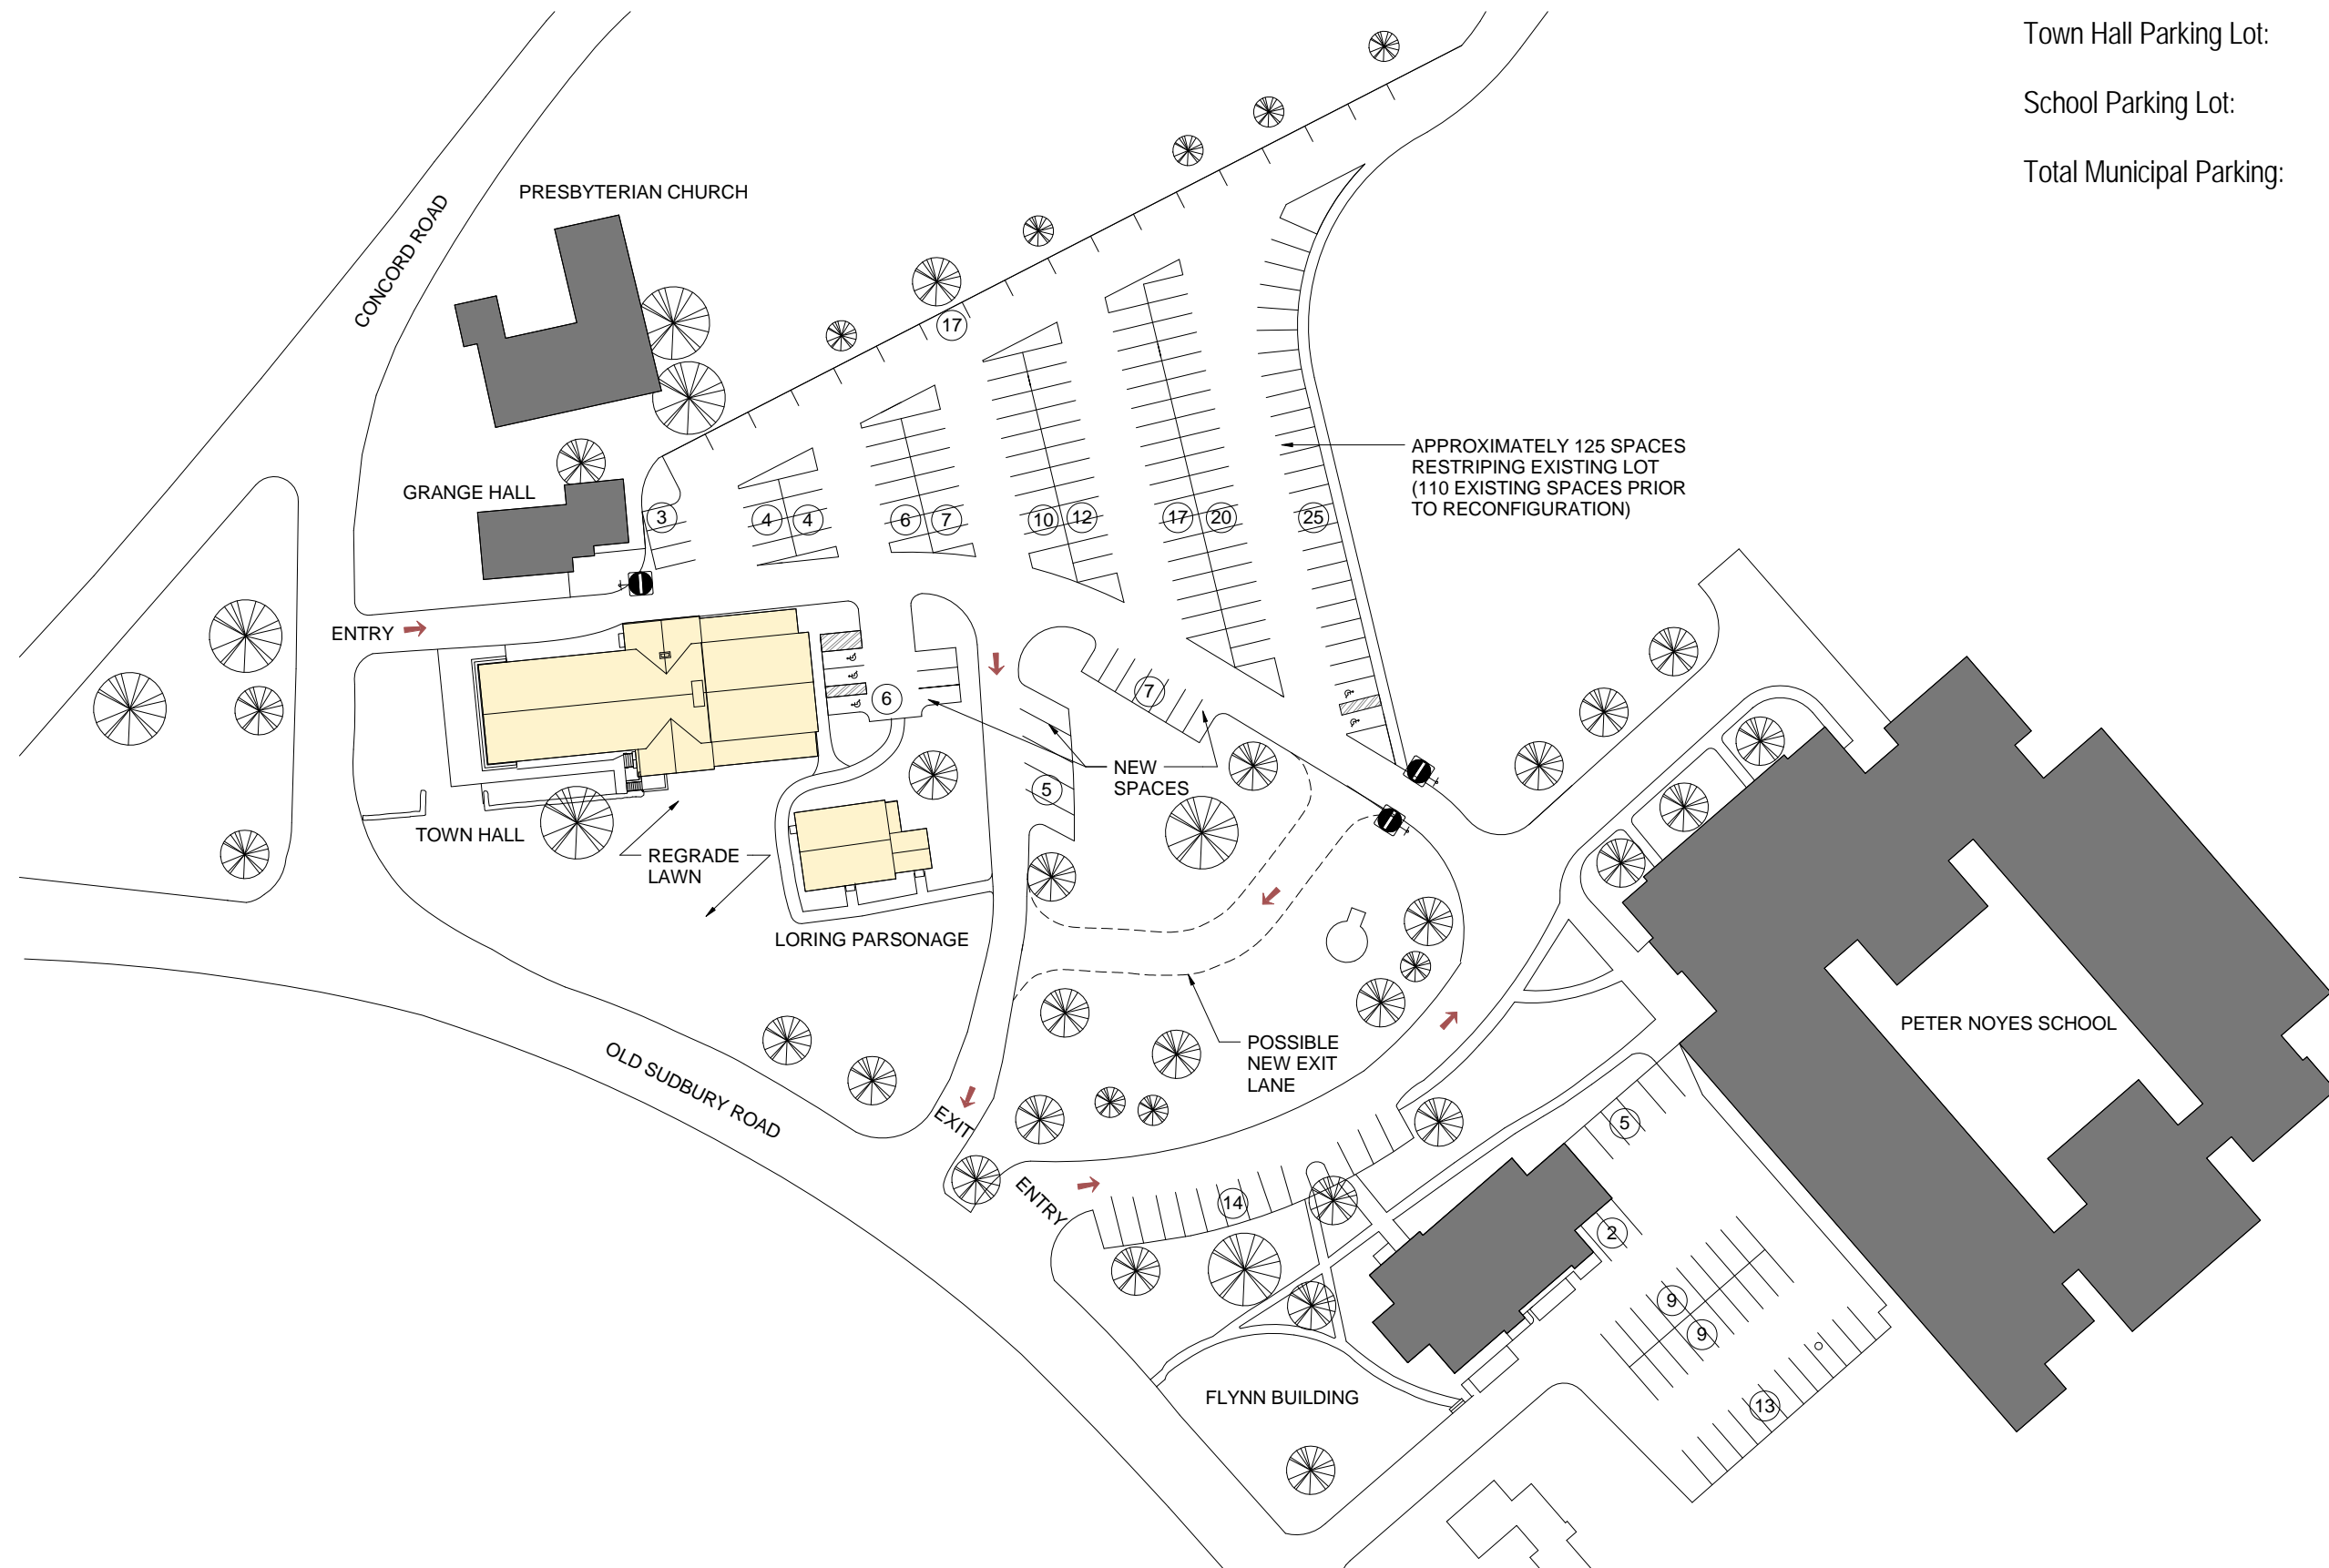 Town Hall Parking Lot:
School Parking Lot:
Total Municipal Parking:
PRESBYTERIAN CHURCH
CONCORD ROAD
17
GRANGE HALL
APPROXIMATELY 125 SPACES
RESTRIPING EXISTING LOT
(110 EXISTING SPACES PRIOR
TO RECONFIGURATION)
3
4
4
6
7
10
12
17
20
25
ENTRY
6
7
NEW
SPACES
5
TOWN HALL
REGRADE
LAWN
LORING PARSONAGE
PETER NOYES SCHOOL
POSSIBLE
NEW EXIT
LANE
OLD SUDBURY ROAD
EXIT
ENTRY
14
5
2
9
9
13
FLYNN BUILDING